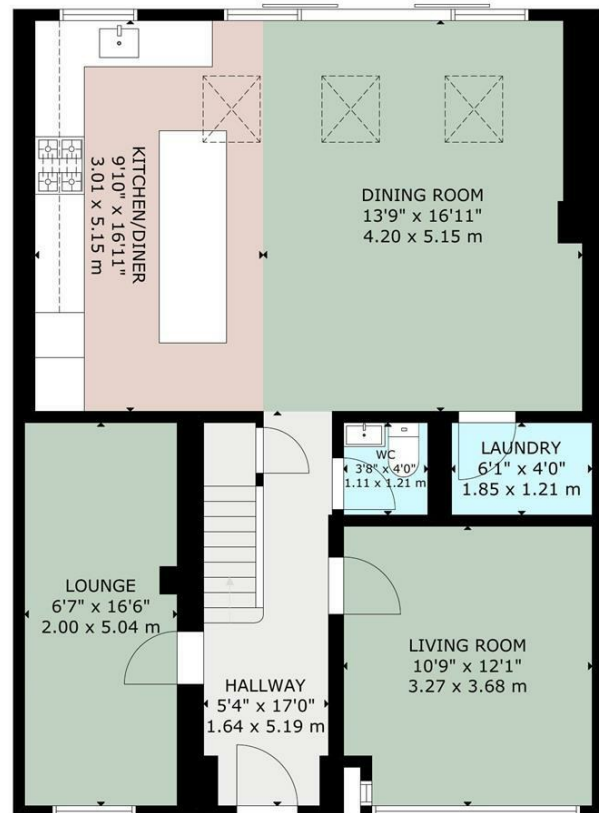 KITCHEN/DINER
9'10" x 16'11"
3.01 x 5.15 m
DINING ROOM
13'9" x 16'11"
4.20 x 5.15 m
WC
3'8" x 4'0"
1.11 x 1.21 m
LAUNDRY
6'1" x 4'0"
1.85 x 1.21 m
LOUNGE
6'7" x 16'6"
2.00 x 5.04 m
HALLWAY
5'4" x 17'0"
1.64 x 5.19 m
LIVING ROOM
10'9" x 12'1"
3.27 x 3.68 m